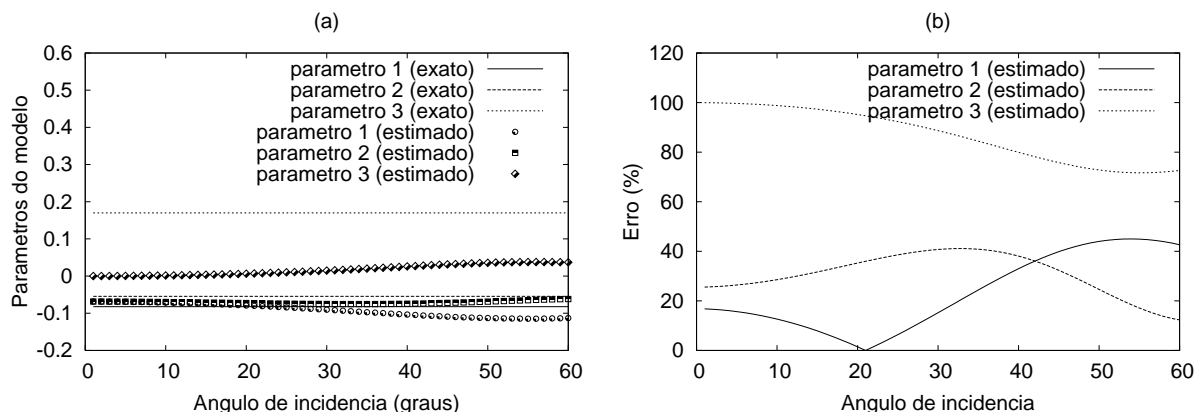 (a)
Parametros do modelo
0.6
0.5
0.4
0.3
0.2
0.1
0
-0.1
-0.2
parametro 1 (exato)
parametro 2 (exato)
parametro 3 (exato)
parametro 1 (estimado)
parametro 2 (estimado)
parametro 3 (estimado)
0 10 20 30 40 50 60
Angulo de incidencia (graus)
(b)
Erro (%)
120
100
80
60
40
20
0
parametro 1 (estimado)
parametro 2 (estimado)
parametro 3 (estimado)
0 10 20 30 40 50 60
Angulo de incidencia